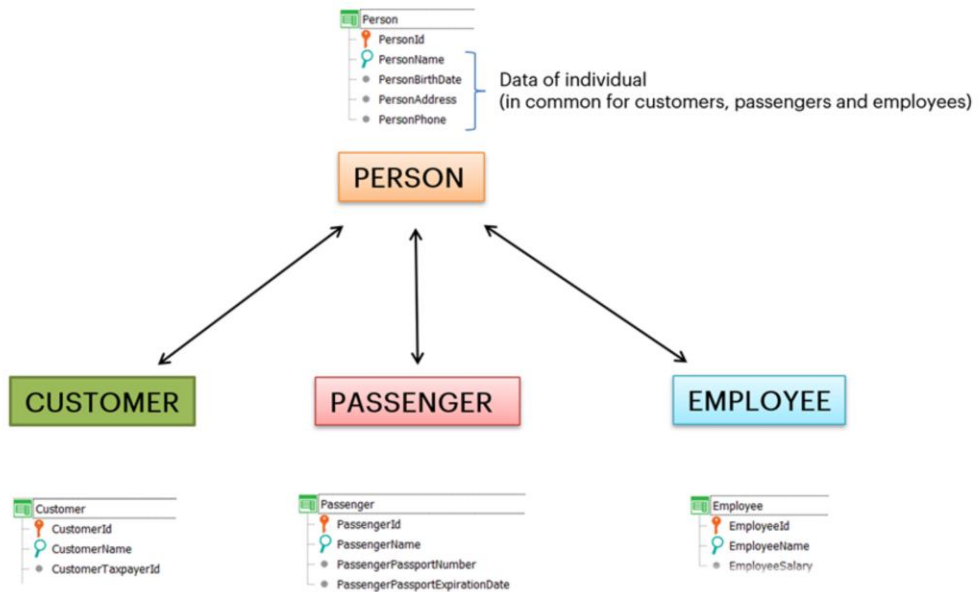 Person
PersonId
PersonName
PersonBirthDate
PersonAddress
PersonPhone
Data of individual
(in common for customers, passengers and employees)
PERSON
CUSTOMER
PASSENGER
EMPLOYEE
Customer
CustomerId
CustomerName
CustomerTaxpayerId
Passenger
PassengerId
PassengerName
PassengerPassportNumber
PassengerPassportExpirationDate
Employee
EmployeeId
EmployeeName
EmployeeSalary